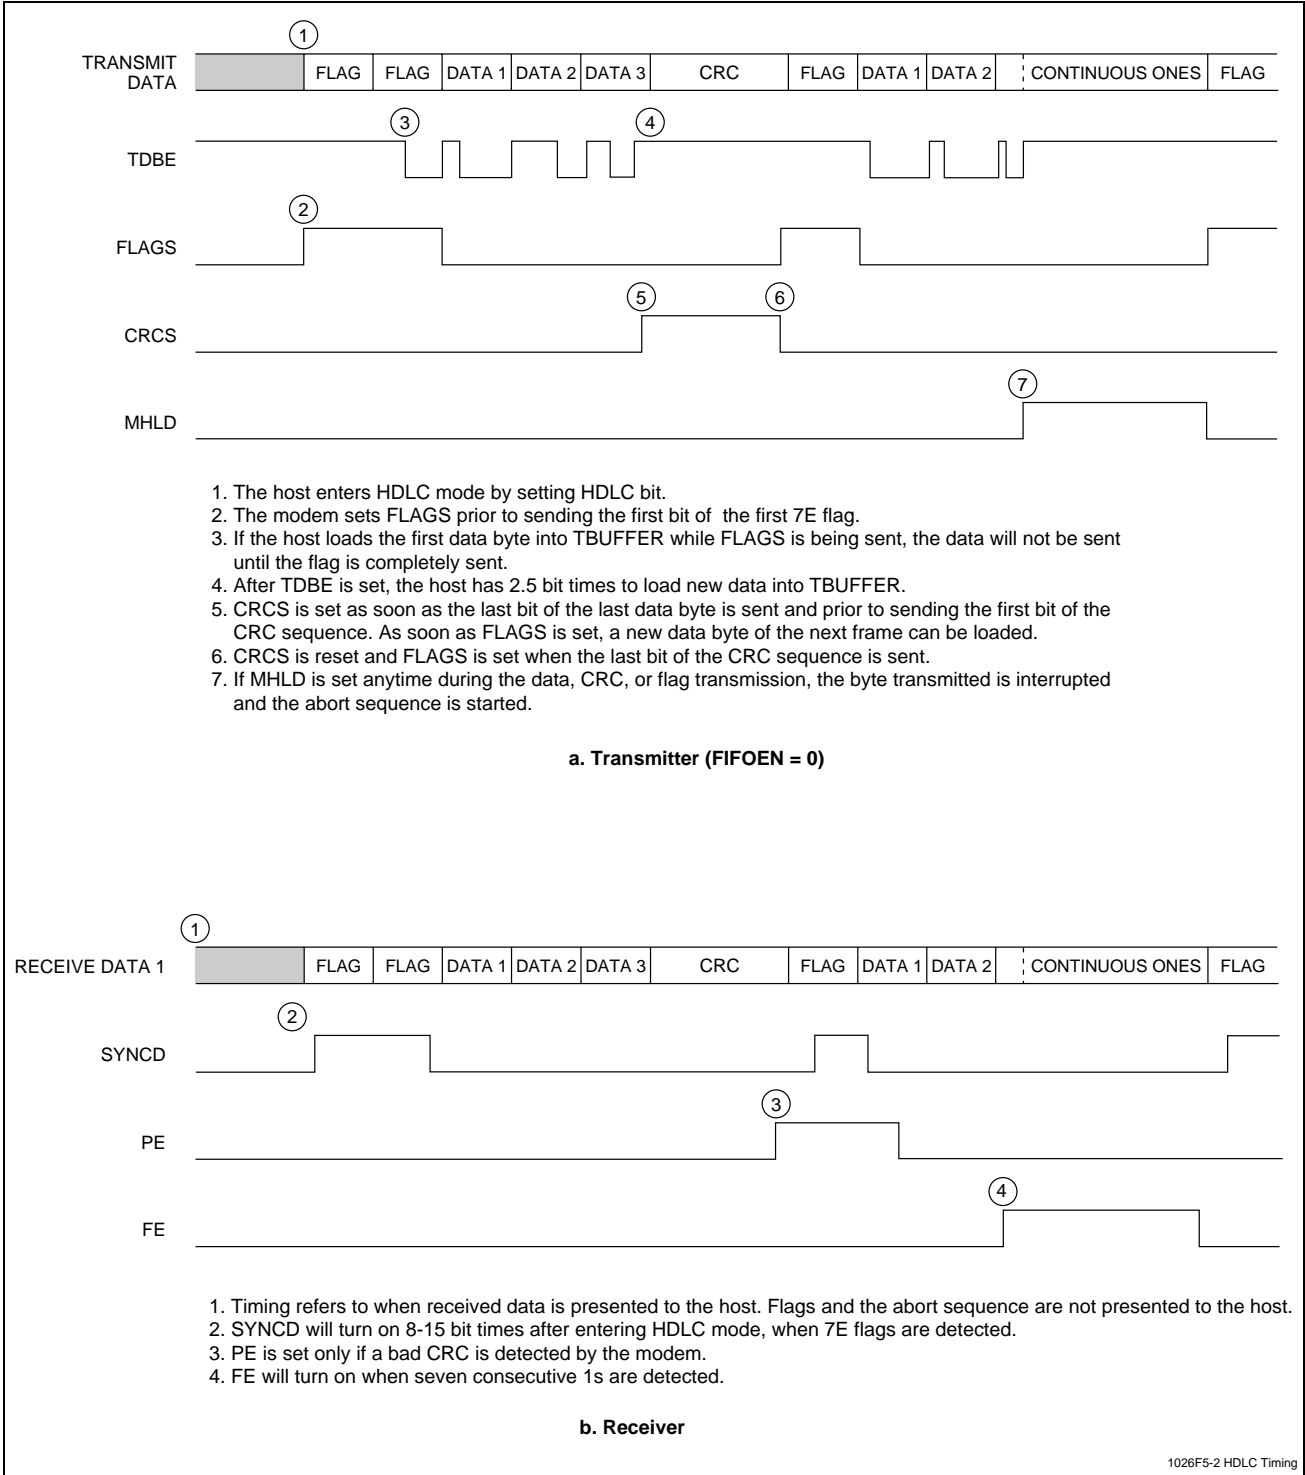 1
TRANSMIT DATA
FLAG FLAG DATA 1 DATA 2 DATA 3 CRC FLAG DATA 1 DATA 2 CONTINUOUS ONES FLAG
3 4
TDBE
2
FLAGS
5 6
CRCS
7
MHLD
1. The host enters HDLC mode by setting HDLC bit.
2. The modem sets FLAGS prior to sending the first bit of the first 7E flag.
3. If the host loads the first data byte into TBUFFER while FLAGS is being sent, the data will not be sent
until the flag is completely sent.
4. After TDBE is set, the host has 2.5 bit times to load new data into TBUFFER.
5. CRCS is set as soon as the last bit of the last data byte is sent and prior to sending the first bit of the
CRC sequence. As soon as FLAGS is set, a new data byte of the next frame can be loaded.
6. CRCS is reset and FLAGS is set when the last bit of the CRC sequence is sent.
7. If MHLD is set anytime during the data, CRC, or flag transmission, the byte transmitted is interrupted
and the abort sequence is started.
a. Transmitter (FIFOEN = 0)
1
RECEIVE DATA 1
FLAG FLAG DATA 1 DATA 2 DATA 3 CRC FLAG DATA 1 DATA 2 CONTINUOUS ONES FLAG
2
SYNCD
3
PE
4
FE
1. Timing refers to when received data is presented to the host. Flags and the abort sequence are not presented to the host.
2. SYNCD will turn on 8-15 bit times after entering HDLC mode, when 7E flags are detected.
3. PE is set only if a bad CRC is detected by the modem.
4. FE will turn on when seven consecutive 1s are detected.
b. Receiver
1026F5-2 HDLC Timing